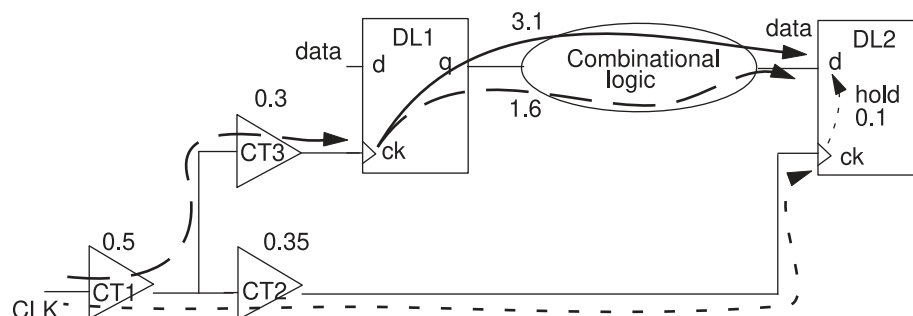 3.1
data
DL1
DL2
data
d
q
Combinational
logic
d
0.3
1.6
hold
0.1
CT3
ck
ck
0.5
0.35
CT1
CT2
CLK